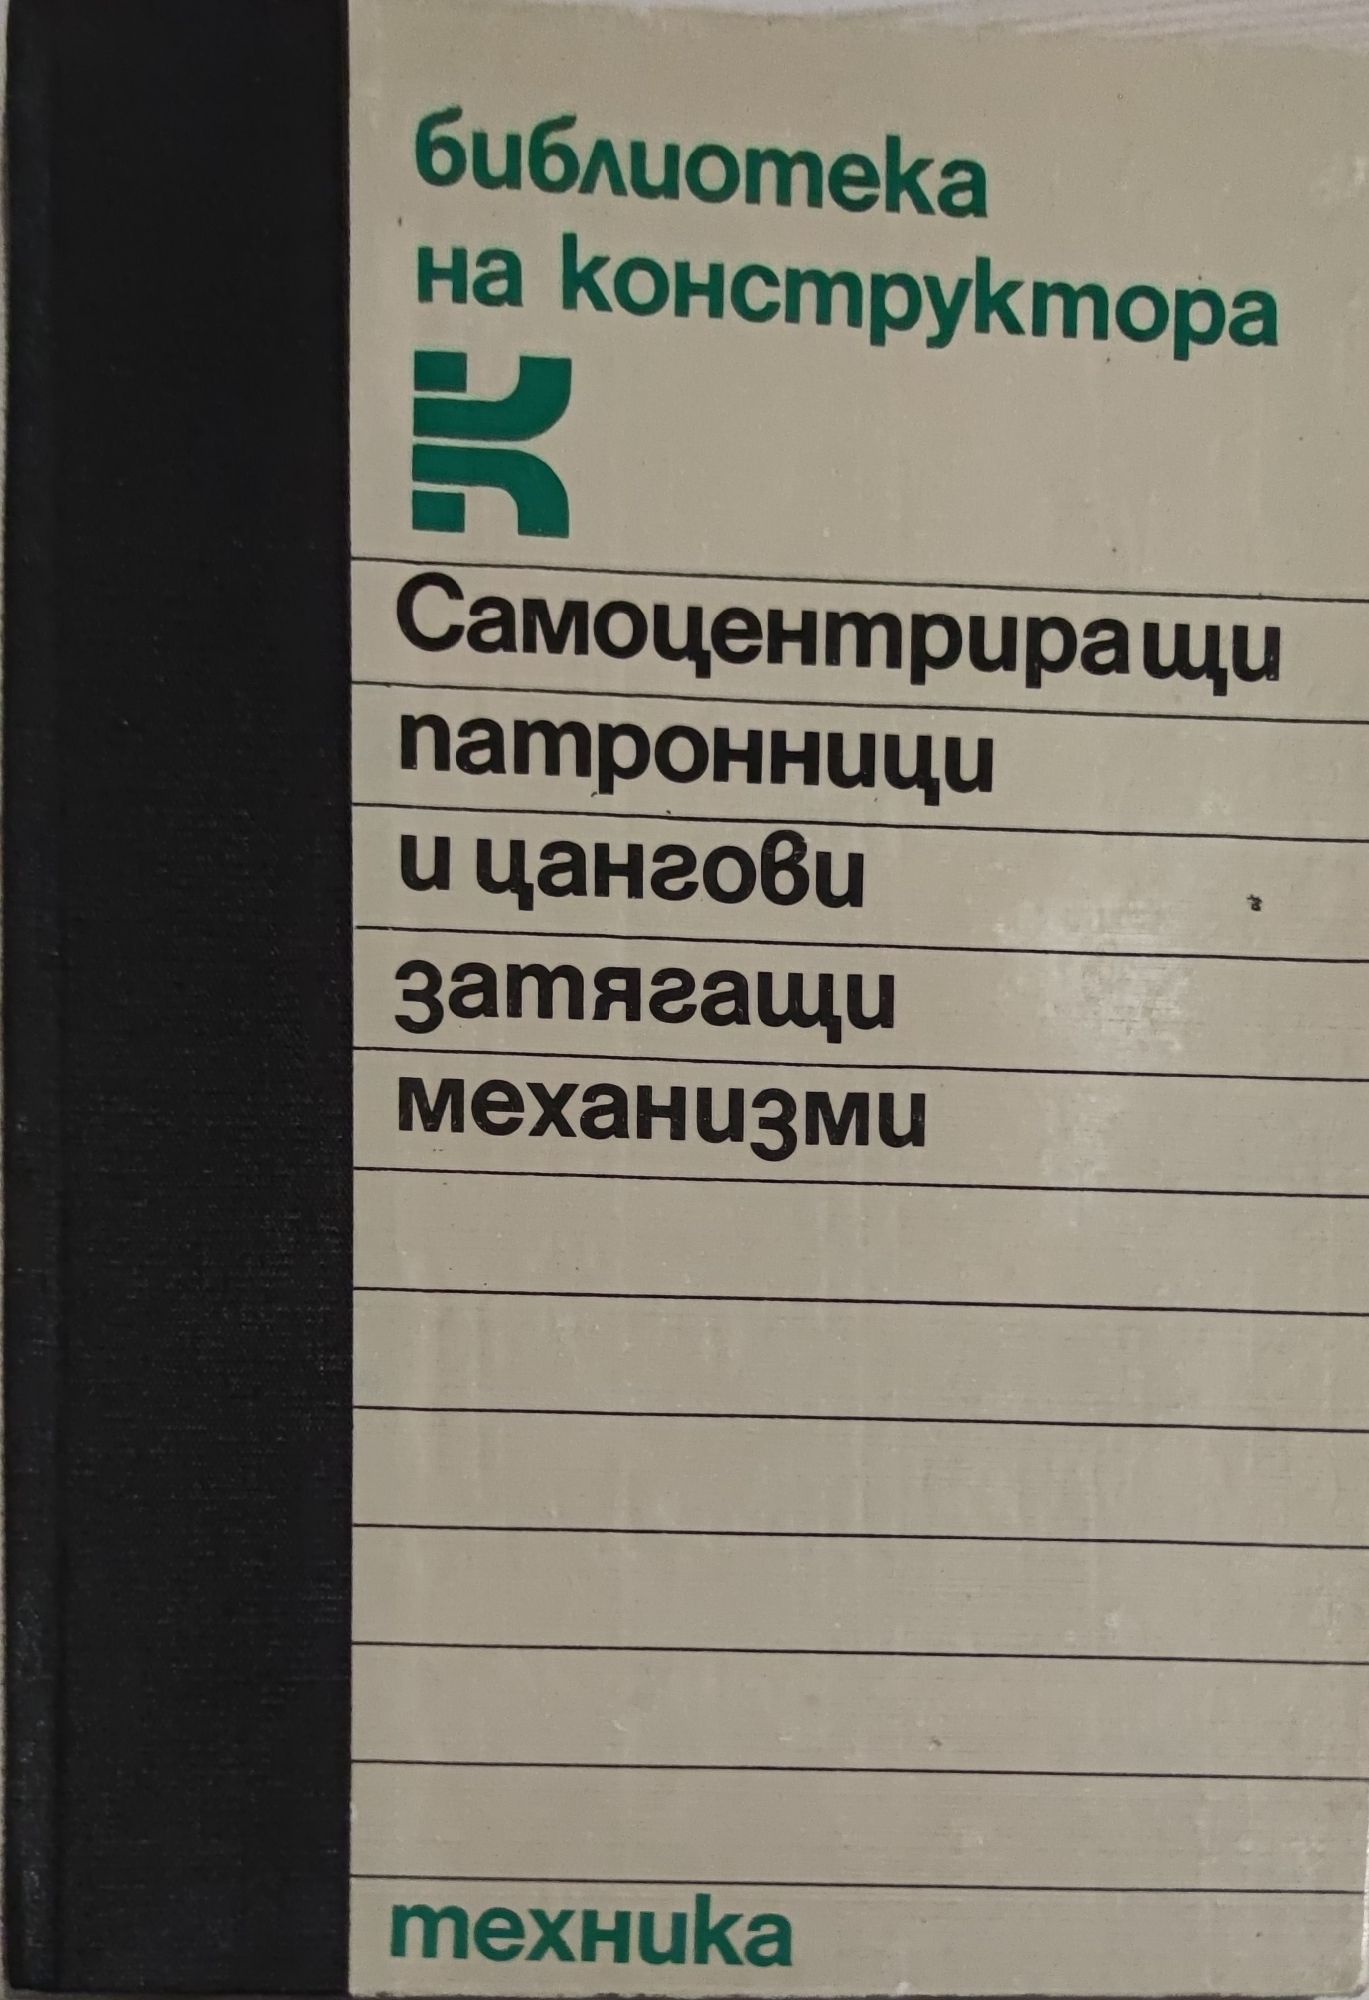 библиотека
на конструктора
Самоцентриращи
патронници
и цангови
затягащи
механизми
техника